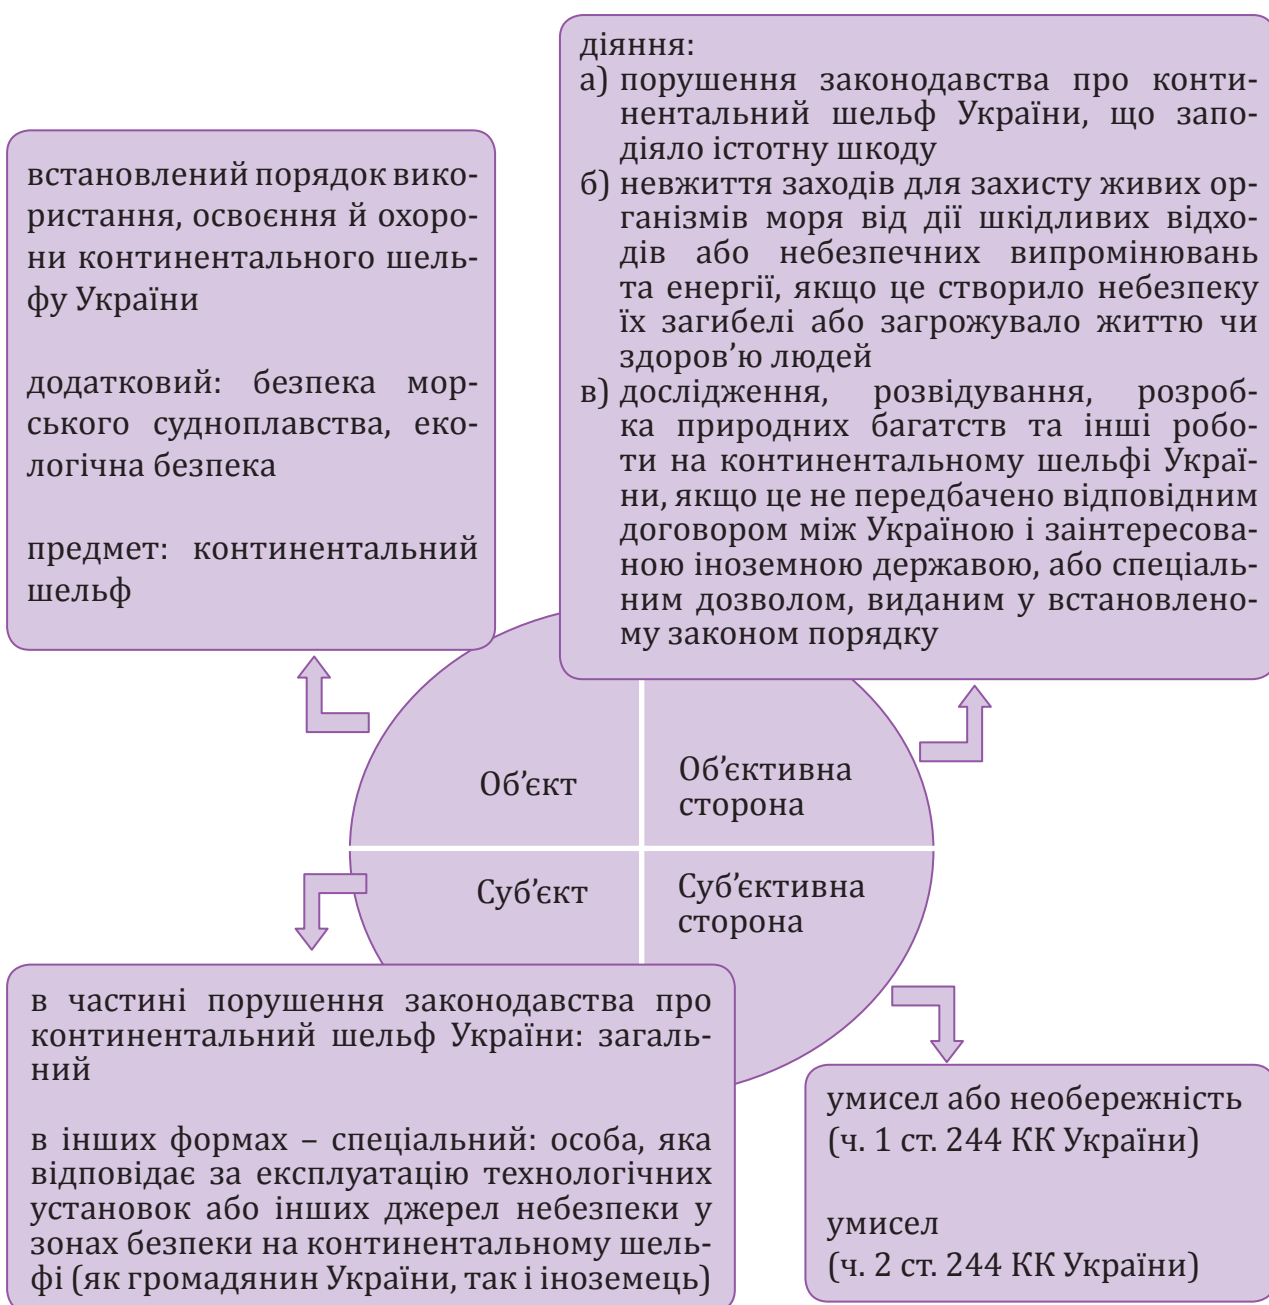 встановлений порядок вико-
ристання, освоєння й охоро-
ни континентального шель-
фу України
додатковий: безпека мор-
ського судноплавства, еко-
логічна безпека
предмет: континентальний
шельф
діяння:
а) порушення законодавства про конти-
нентальний шельф України, що запо-
діяло істотну шкоду
б) невжиття заходів для захисту живих ор-
ганізмів моря від дії шкідливих відхо-
дів або небезпечних випромінювань
та енергії, якщо це створило небезпеку
їх загибелі або загрожувало життю чи
здоров’ю людей
в) дослідження, розвідування, розроб-
ка природних багатств та інші робо-
ти на континентальному шельфі Украї-
ни, якщо це не передбачено відповідним
договором між Україною і заінтересова-
ною іноземною державою, або спеціаль-
ним дозволом, виданим у встановлено-
му законом порядку
Об’єкт
Об’єктивна
сторона
Суб’єкт
Суб’єктивна
сторона
в частині порушення законодавства про
континентальний шельф України: загаль-
ний
в інших формах – спеціальний: особа, яка
відповідає за експлуатацію технологічних
установок або інших джерел небезпеки у
зонах безпеки на континентальному шель-
фі (як громадянин України, так і іноземець)
умисел або необережність
(ч. 1 ст. 244 КК України)
умисел
(ч. 2 ст. 244 КК України)